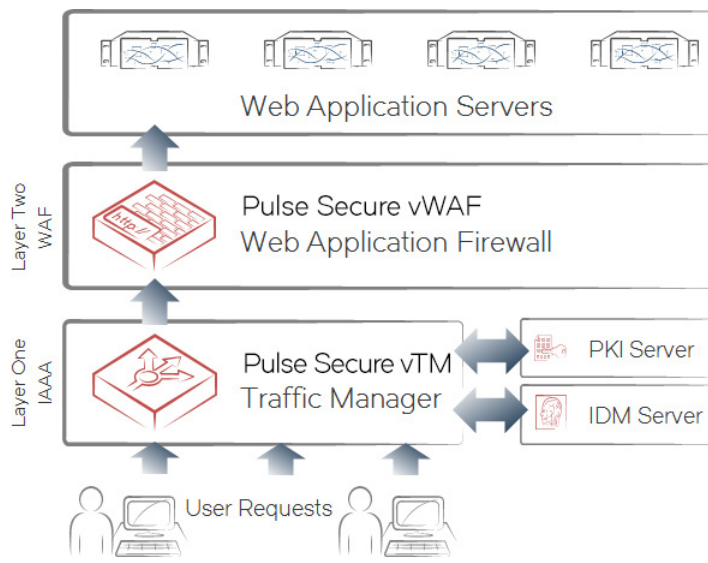 Web Application Servers
Layer Two
WAF
http://
Pulse Secure vWAF
Web Application Firewall
Layer One
IAAA
Pulse Secure vTM
Traffic Manager
PKI Server
IDM Server
User Requests